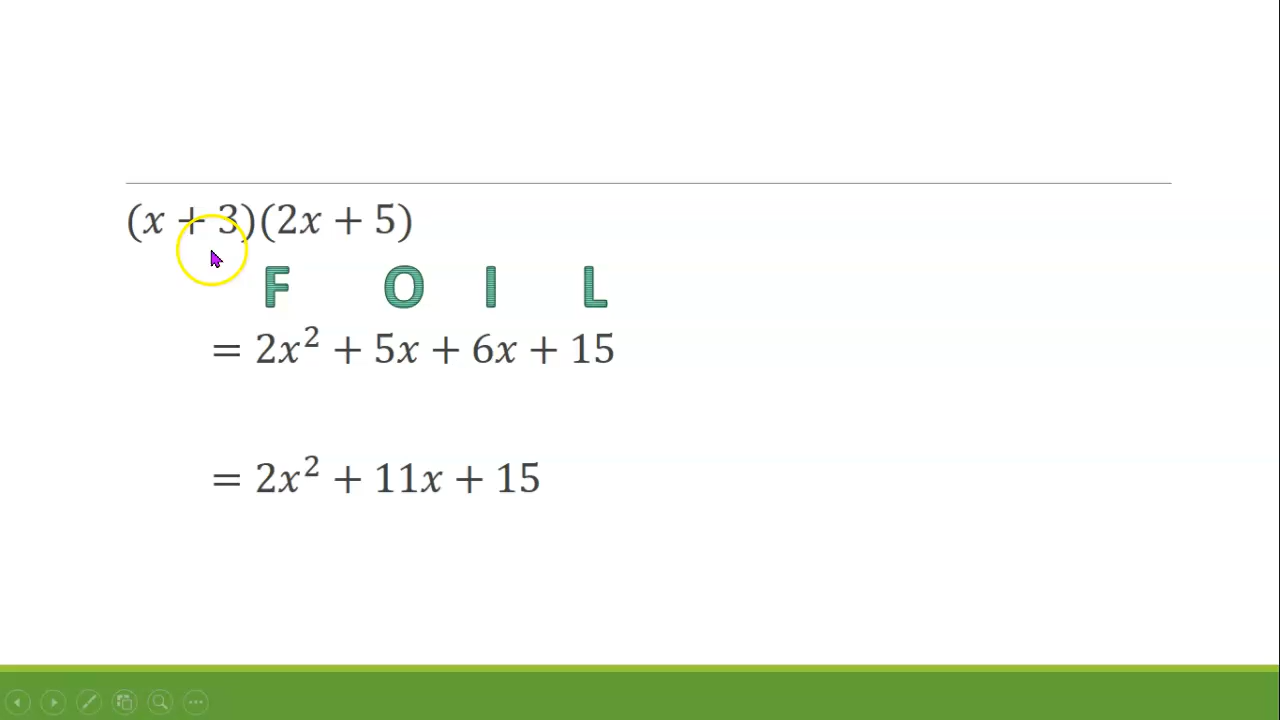 (x + 3)(2x + 5)
F O I L
= 2x² + 5x + 6x + 15
= 2x² + 11x + 15